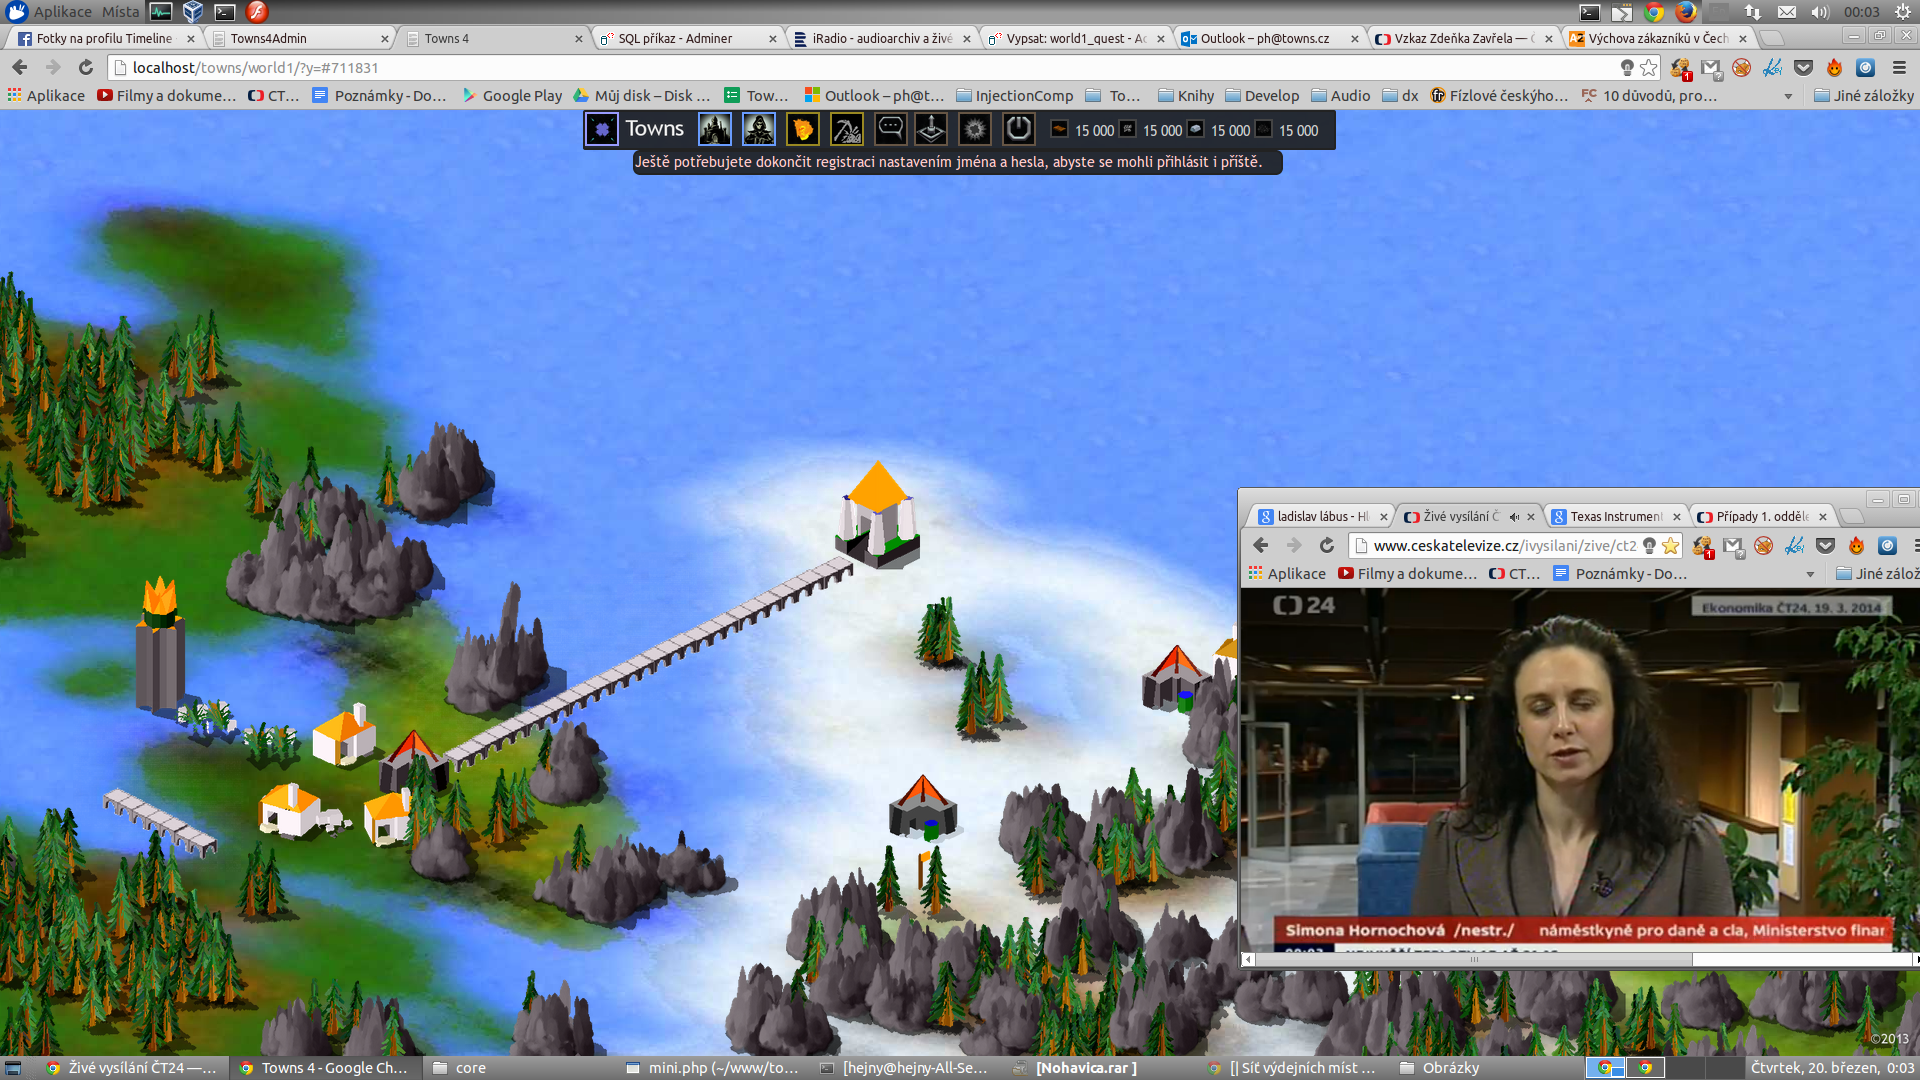 Aplikace Místa 00:03
Fotky na profilu Timeline
Towns4Admin
Towns 4
SQL příkaz - Adminer
iRadio - audioarchiv a živé
Vypsat: world1_quest - Ad
Outlook – ph@towns.cz
Vzkaz Zdeňka Zavřela — Č
Výchova zákazníků v Čech
localhost/towns/world1/?y=#711831
Aplikace
Filmy a dokume...
CT...
Poznámky - Do...
Google Play
Můj disk – Disk ...
Tow...
Outlook – ph@t...
InjectionComp
To...
Knihy
Develop
Audio
dx
Fízlové českýho...
10 důvodů, pro...
Jiné záložky
Towns 15 000 15 000 15 000 15 000
Ještě potřebujete dokončit registraci nastavením jména a hesla, abyste se mohli přihlásit i příště.
ladislav lábus - Hl
Živé vysílání Č
Texas Instrument
Případy 1. odděle
www.ceskatelevize.cz/ivysilani/zive/ct2
Aplikace
Filmy a dokume...
CT...
Poznámky - Do...
Jiné zálož
24
Ekonomika ČT24, 19. 3. 2014
Simona Hornochová /nestr./ náměstkyně pro daně a cla, Ministerstvo finan
©2013
Živé vysílání ČT24 —...
Towns 4 - Google Ch...
core
mini.php (~/www/to...
[hejny@hejny-All-Se...
[Nohavica.rar ]
[| Síť výdejních míst ...
Obrázky
Čtvrtek, 20. březen, 0:03